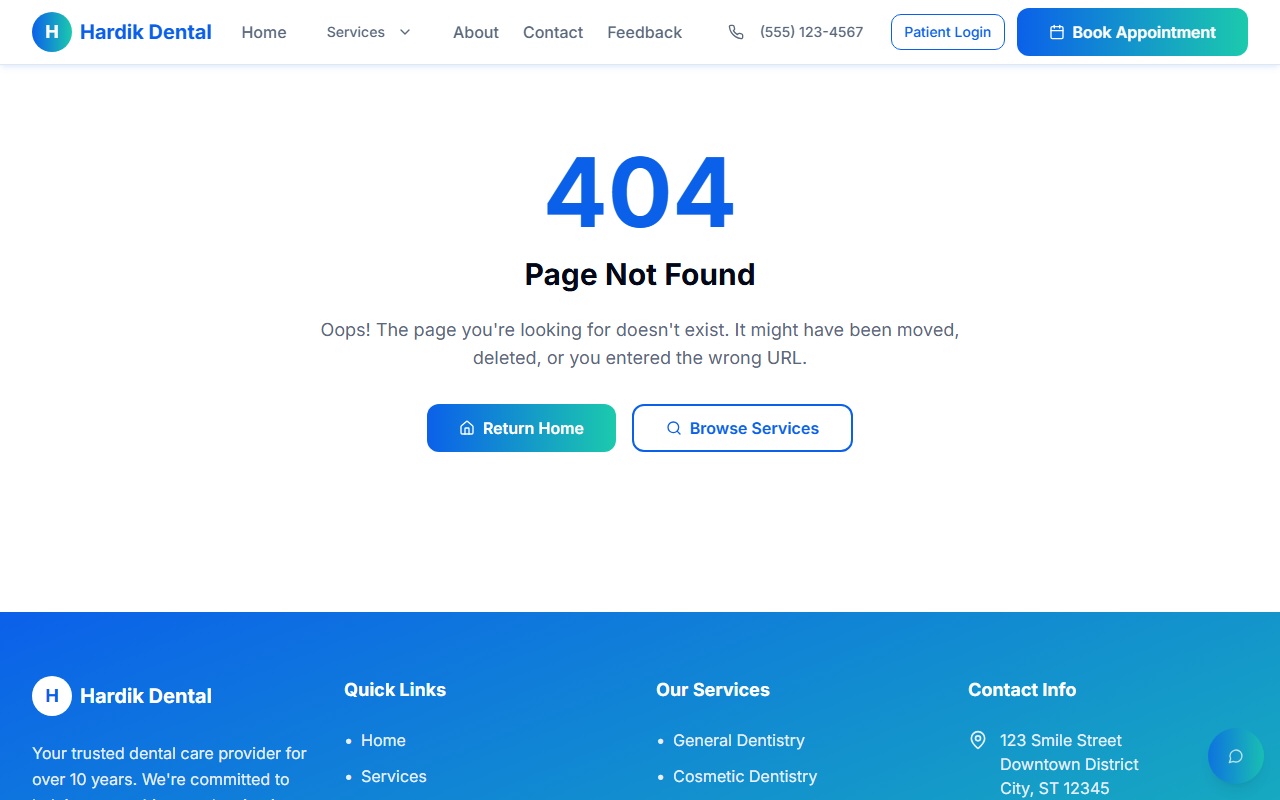 H Hardik Dental Home Services About Contact Feedback (555) 123-4567 Patient Login Book Appointment
404
Page Not Found
Oops! The page you're looking for doesn't exist. It might have been moved,
deleted, or you entered the wrong URL.
Return Home Browse Services
H Hardik Dental
Your trusted dental care provider for
over 10 years. We're committed to
Quick Links
• Home
• Services
Our Services
• General Dentistry
• Cosmetic Dentistry
Contact Info
123 Smile Street
Downtown District
City, ST 12345